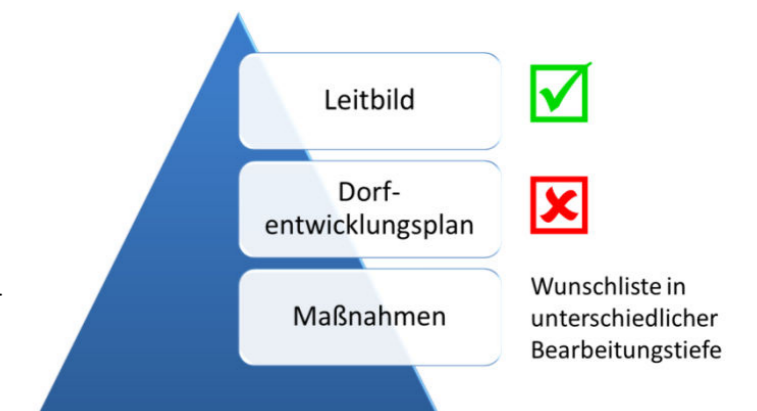 Leitbild
Dorf-
entwicklungsplan
Maßnahmen
Wunschliste in
unterschiedlicher
Bearbeitungstiefe